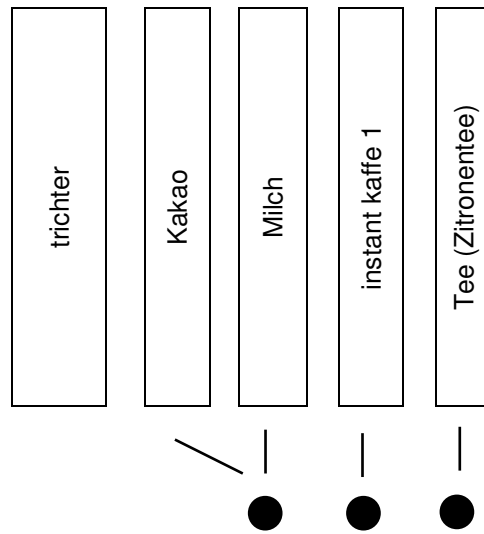 trichter
Kakao
Milch
instant kaffe 1
Tee (Zitronentee)